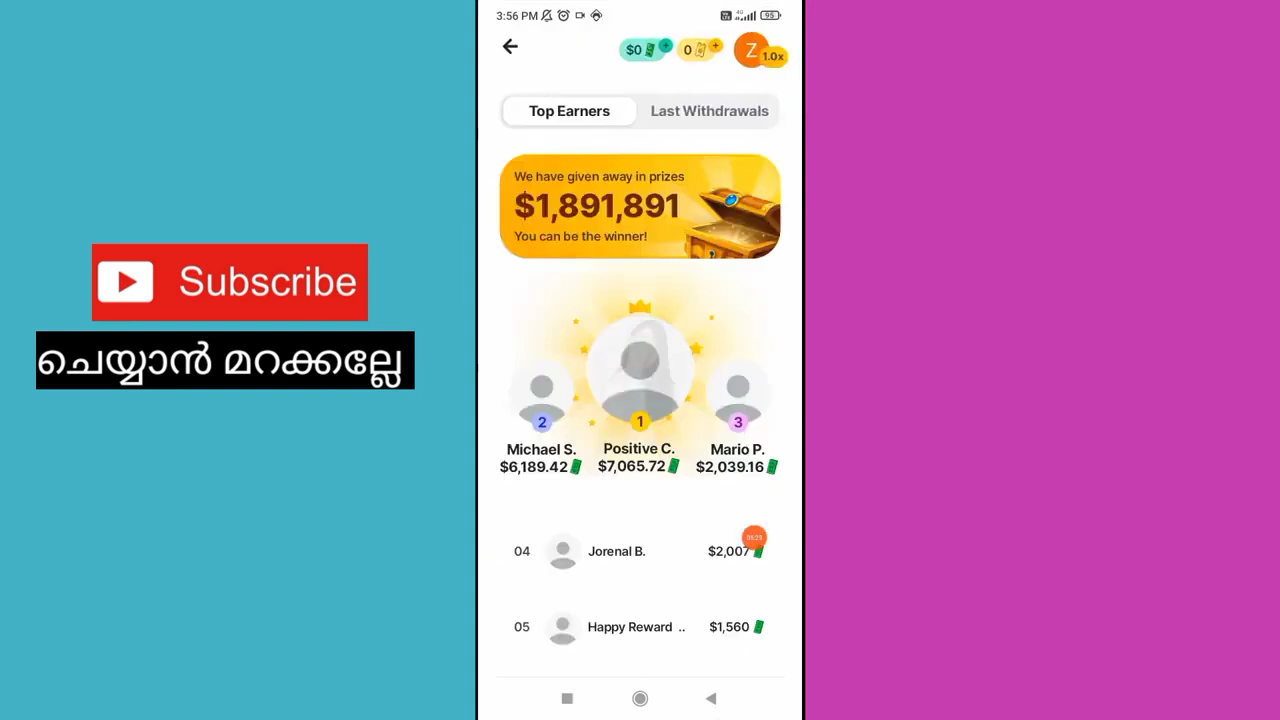 3:56 PM
4G
95
$0
0
Z
1.0x
Top Earners
Last Withdrawals
We have given away in prizes
$1,891,891
You can be the winner!
Subscribe
ചെയ്യാൻ മറക്കല്ലേ
1
2
3
Michael S.
Positive C.
Mario P.
$6,189.42
$7,065.72
$2,039.16
04 Jorenal B. $2,007
05 Happy Reward .. $1,560